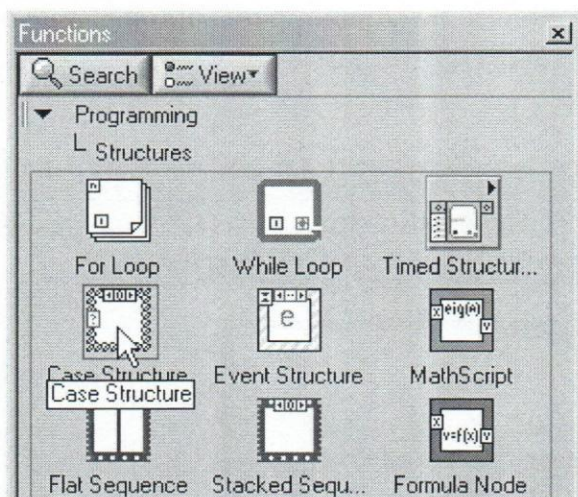 Functions
Search View
Programming
Structures
For Loop While Loop Timed Structur...
Case Structure Event Structure MathScript
Case Structure
eig(A)
Flat Sequence Stacked Sequ... Formula Node
v=f(x)